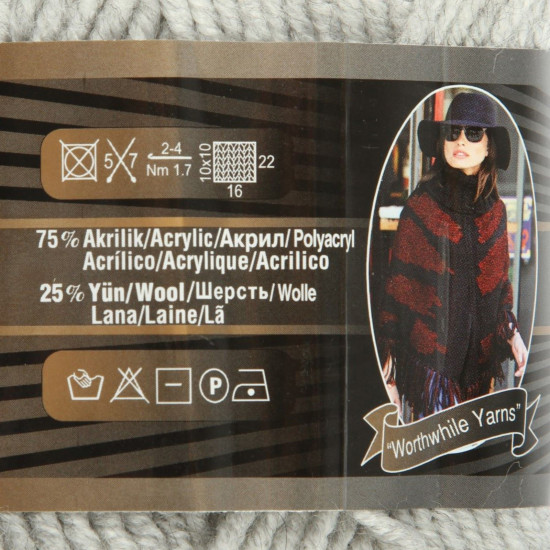 5 7
2-4
Nm 1.7
10x10
22
16
75% Akrilik/Acrylic/Акрил/Polyacryl
Acrílico/Acrylique/Acrilico
25% Yün/Wool/Шерсть/Wolle
Lana/Laine/Lã
P
"Worthwhile Yarns"